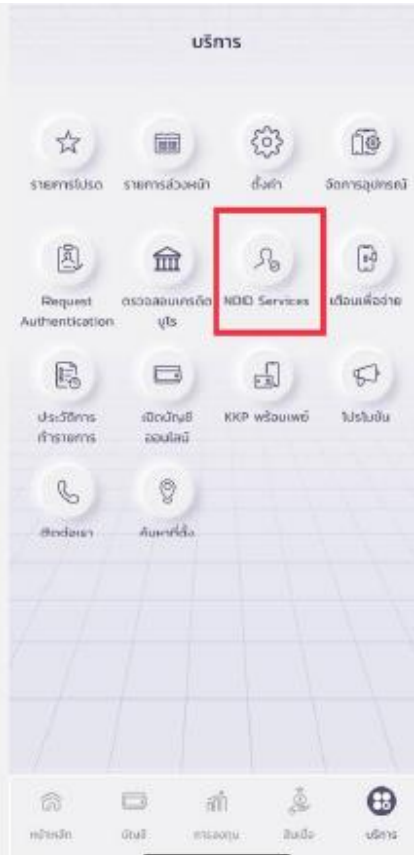 บริการ
รายการโปรด
รายการล่วงหน้า
ตั้งค่า
จัดการอุปกรณ์
Request
Authentication
ตรวจสอบเครดิต
บูโร
NDID Services
เตือนเพื่อจ่าย
ประวัติการ
ทำรายการ
เปิดบัญชี
ออนไลน์
KKP พร้อมเพย์
โปรโมชัน
ติดต่อเรา
ค้นหาที่ตั้ง
หน้าหลัก
บัญชี
การลงทุน
สินเชื่อ
บริการ